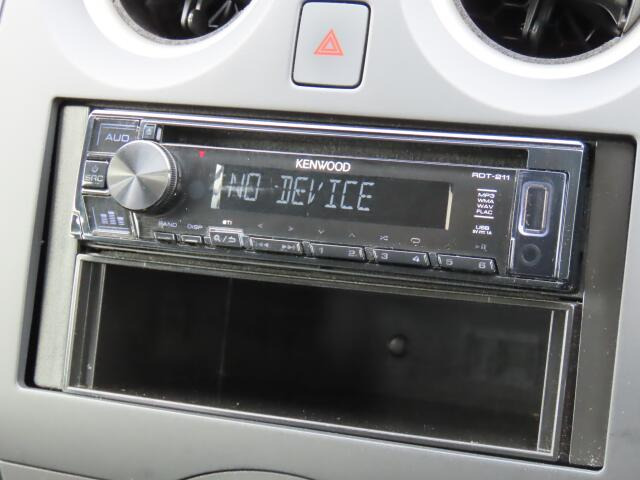 AUD
KENWOOD
RDT-211
SRC
NO DEVICE
MP3
WMA
WAV
FLAC
BAND
DISP
USB
1
2
3
4
5
6